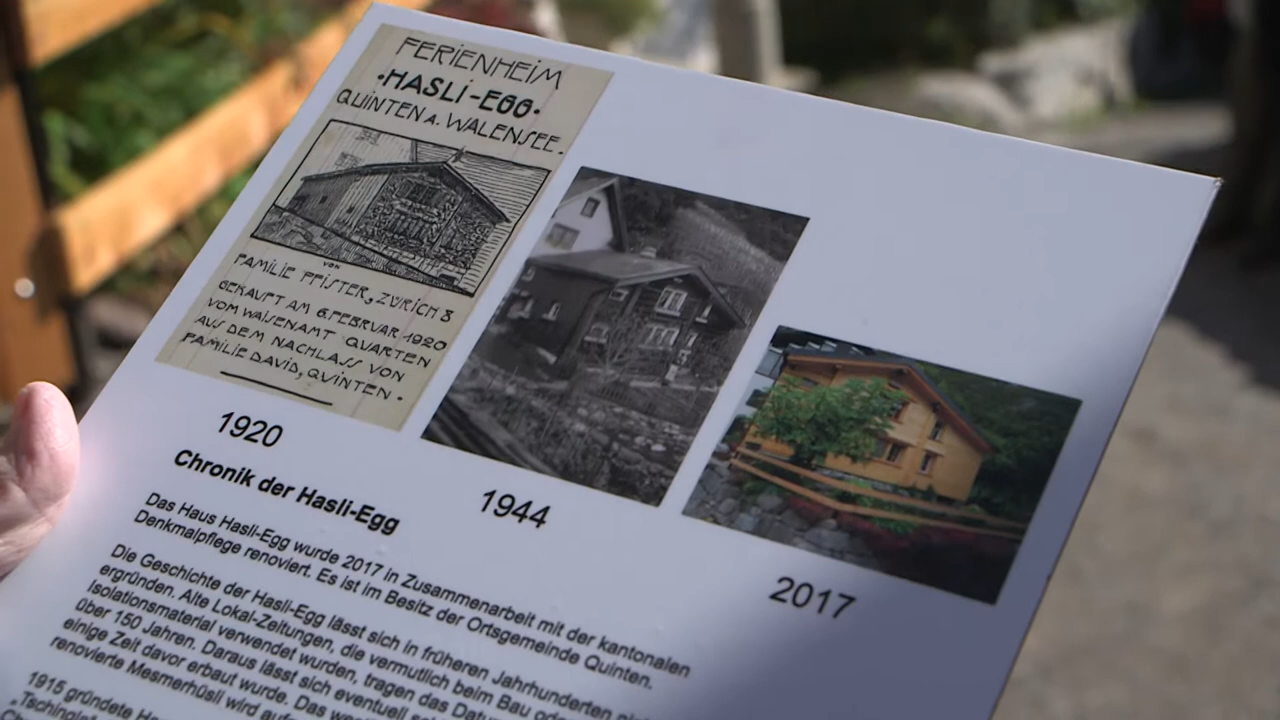 FERIENHEIM
·HASLI-EGG·
QUINTEN A. WALENSEE.
VON
FAMILIE PFISTER, ZÜRICH 8
GEKAUFT AM 6. FEBRUAR 1920
VOM WAISENAMT QUARTEN
AUS DEM NACHLASS VON
FAMILIE DAVID, QUINTEN ·
1920
1944
2017
Chronik der Hasli-Egg
Das Haus Hasli-Egg wurde 2017 in Zusammenarbeit mit der kantonalen
Denkmalpflege renoviert. Es ist im Besitz der Ortsgemeinde Quinten.
Die Geschichte der Hasli-Egg lässt sich in früheren Jahrhunderten
ergründen. Alte Lokal-Zeitungen, die vermutlich beim Bau
Isolationsmaterial verwendet wurden, tragen das
über 150 Jahren. Daraus lässt sich eventuell
einige Zeit davor erbaut wurde. Das
renovierte Mesmerhüsli wird
1915 gründete